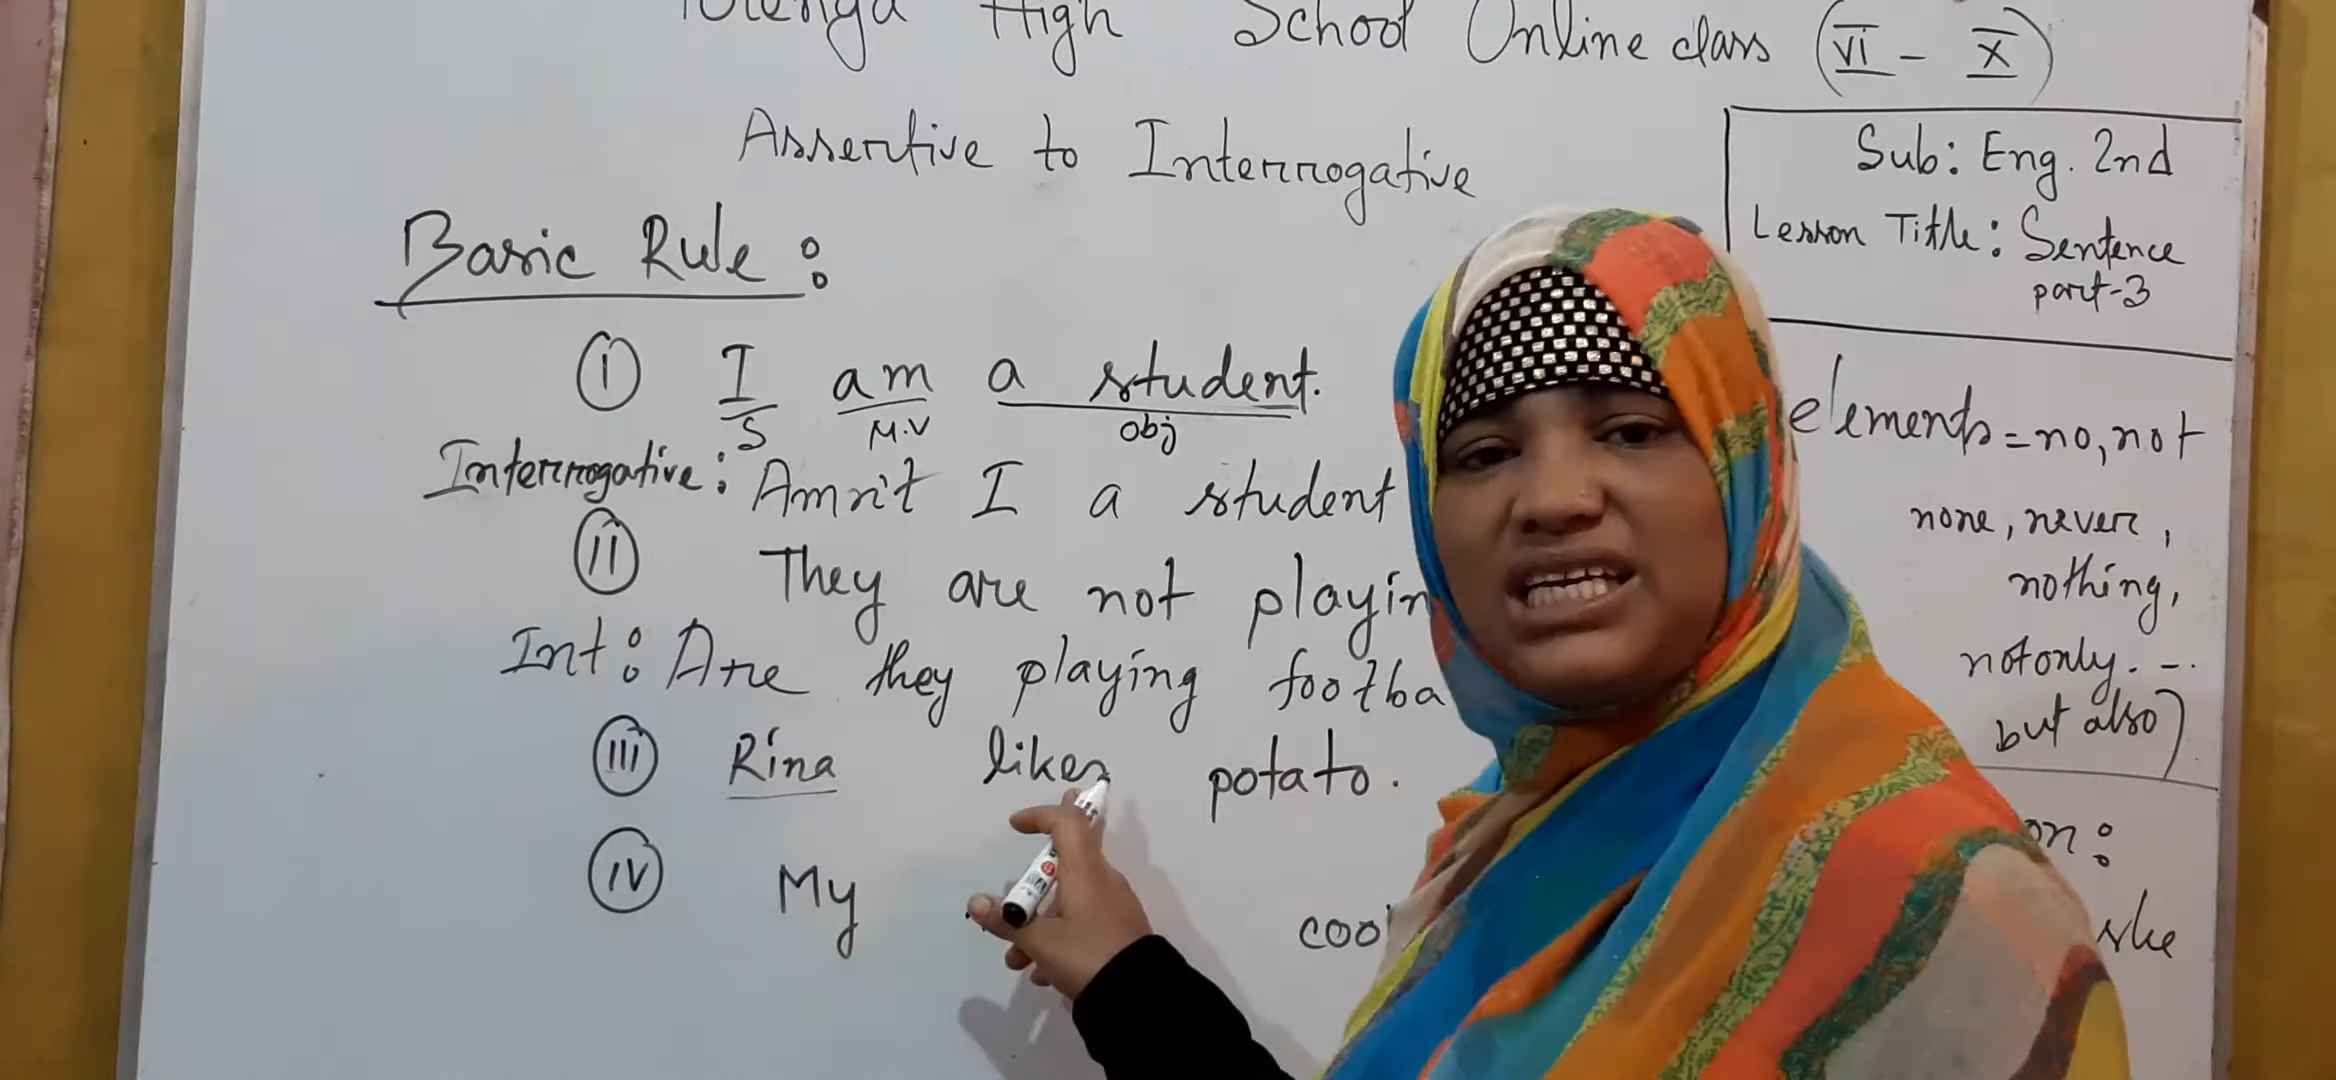 High School Online class (VI - X)
Assertive to Interrogative
Sub: Eng. 2nd
Lesson Title: Sentence
part-3
Basic Rule:
(I) I am a student.
S M.V obj
Interrogative: Amn't I a student
(II) They are not playin
Int: Are they playing footba
(III) Rina likes potato.
(IV) My
elements = no, not
none, never,
nothing,
not only. -.
but also)